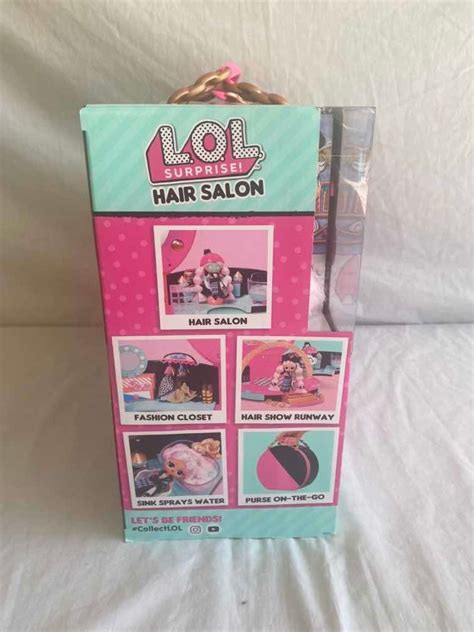 L.O.L.
SURPRISE!
HAIR SALON
HAIR SALON
FASHION CLOSET
HAIR SHOW RUNWAY
SINK SPRAYS WATER
PURSE ON-THE-GO
LET'S BE FRIENDS!
#CollectLOL